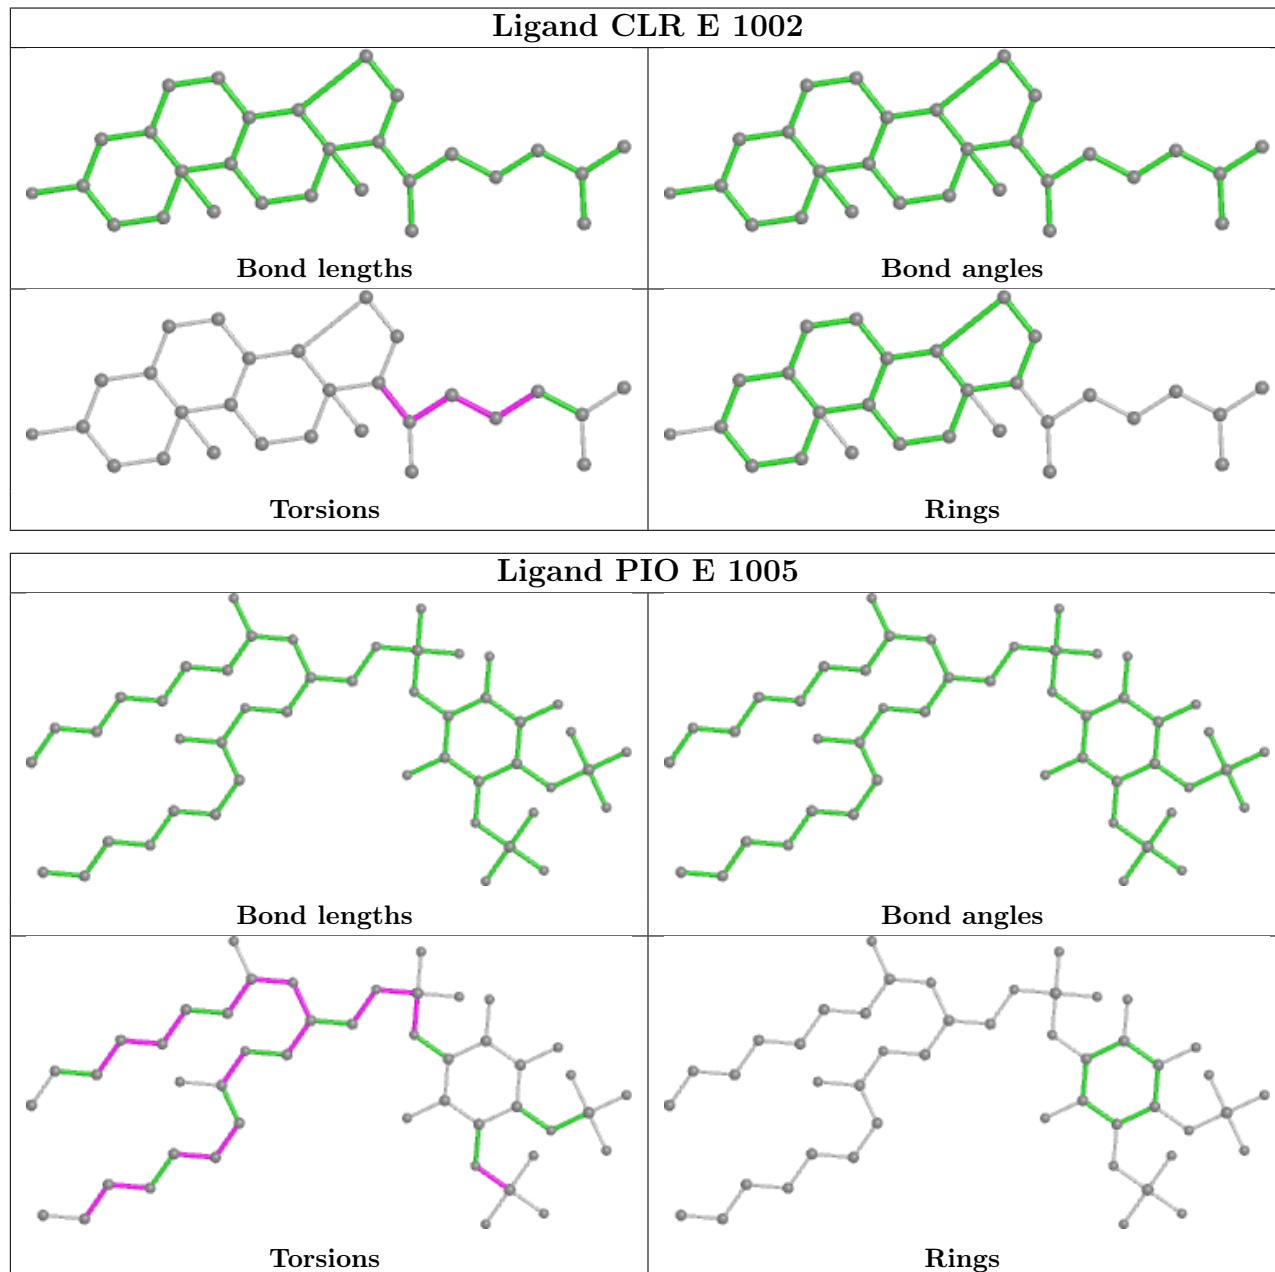 Ligand CLR E 1002
Bond lengths
Bond angles
Torsions
Rings
Ligand PIO E 1005
Bond lengths
Bond angles
Torsions
Rings